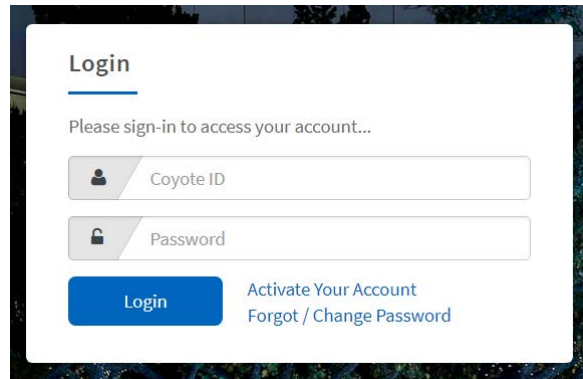 Login
Please sign-in to access your account...
Coyote ID
Password
Login
Activate Your Account
Forgot / Change Password